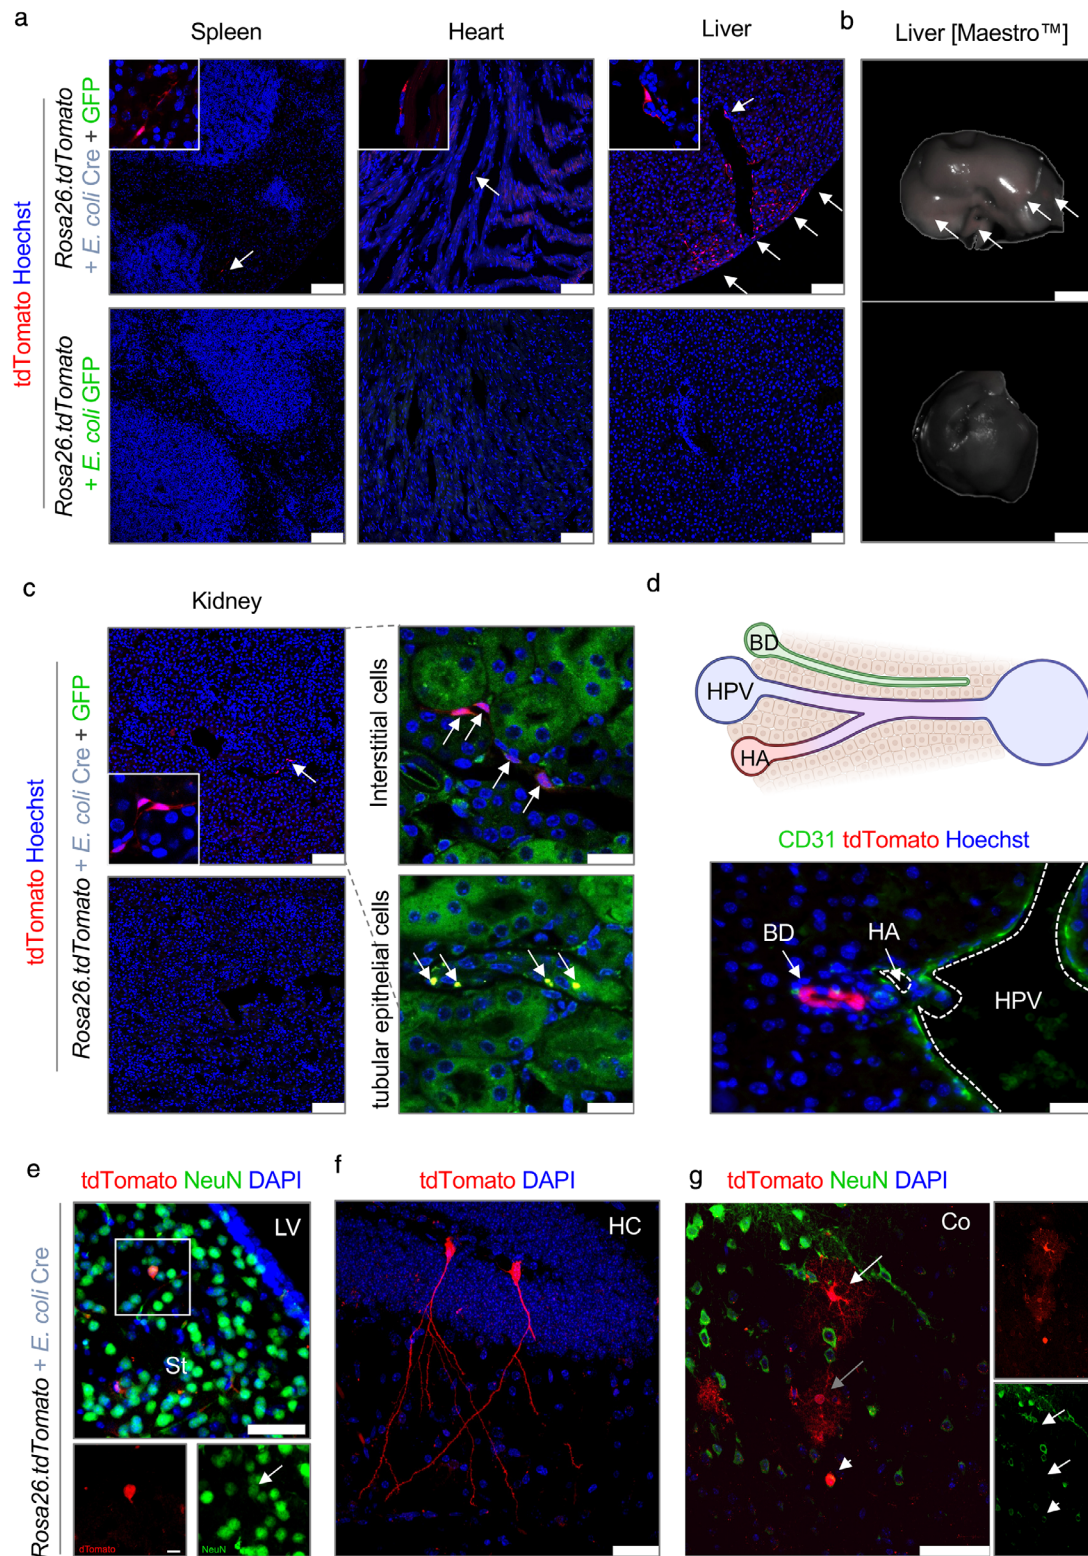 a
Spleen
Heart
Liver
b
Liver [Maestro™]
tdTomato Hoechst
Rosa26.tdTomato
+ E. coli Cre + GFP
Rosa26.tdTomato
+ E. coli GFP
c
Kidney
tdTomato Hoechst
Rosa26.tdTomato + E. coli Cre + GFP
Interstitial cells
tubular epithelial cells
d
BD
HPV
HA
CD31 tdTomato Hoechst
BD
HA
HPV
e
tdTomato NeuN DAPI
Rosa26.tdTomato + E. coli Cre
LV
St
dTomato
NeuN
f
tdTomato DAPI
HC
g
tdTomato NeuN DAPI
Co